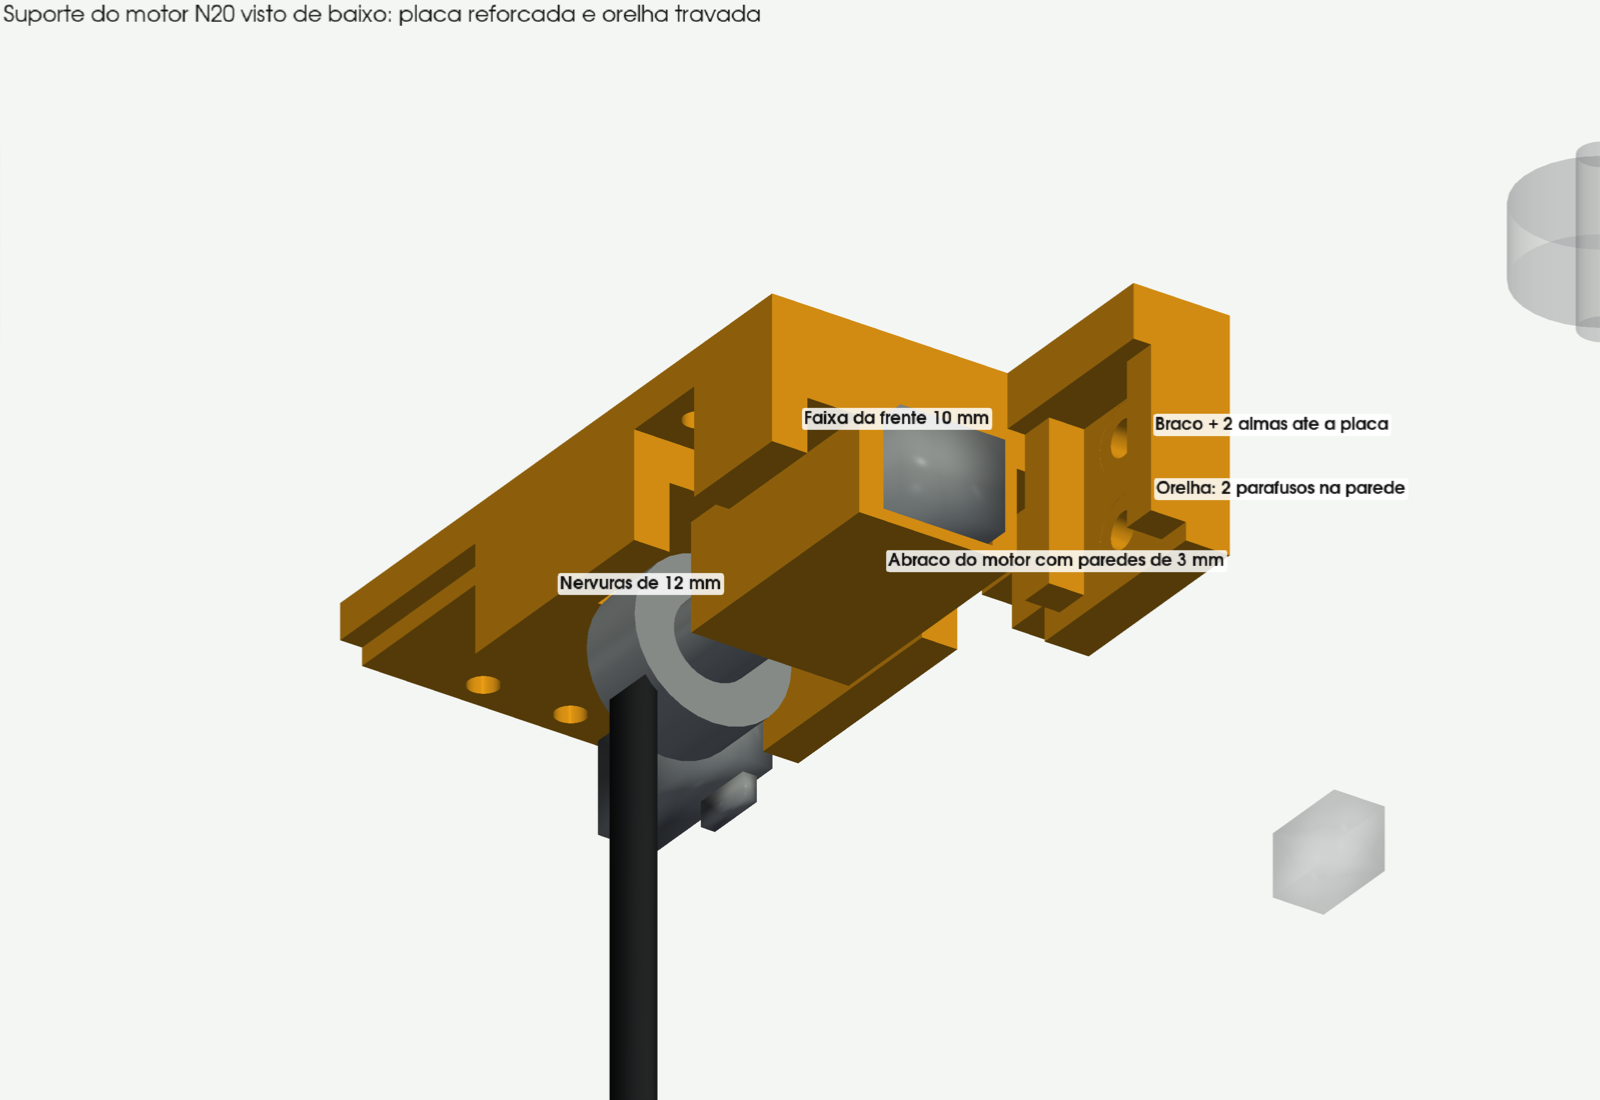 Suporte do motor N20 visto de baixo: placa reforcada e orelha travada
Faixa da frente 10 mm
Braco + 2 almas ate a placa
Orelha: 2 parafusos na parede
Abraco do motor com paredes de 3 mm
Nervuras de 12 mm